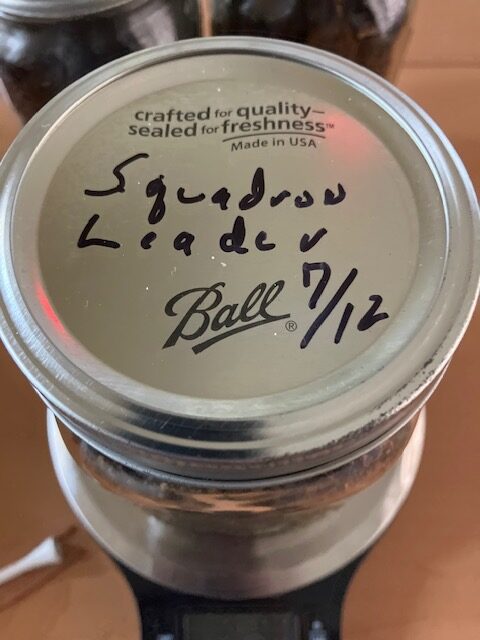 crafted for quality—
sealed for freshness™
Made in USA
Squadron
Leader
Ball®
7/12